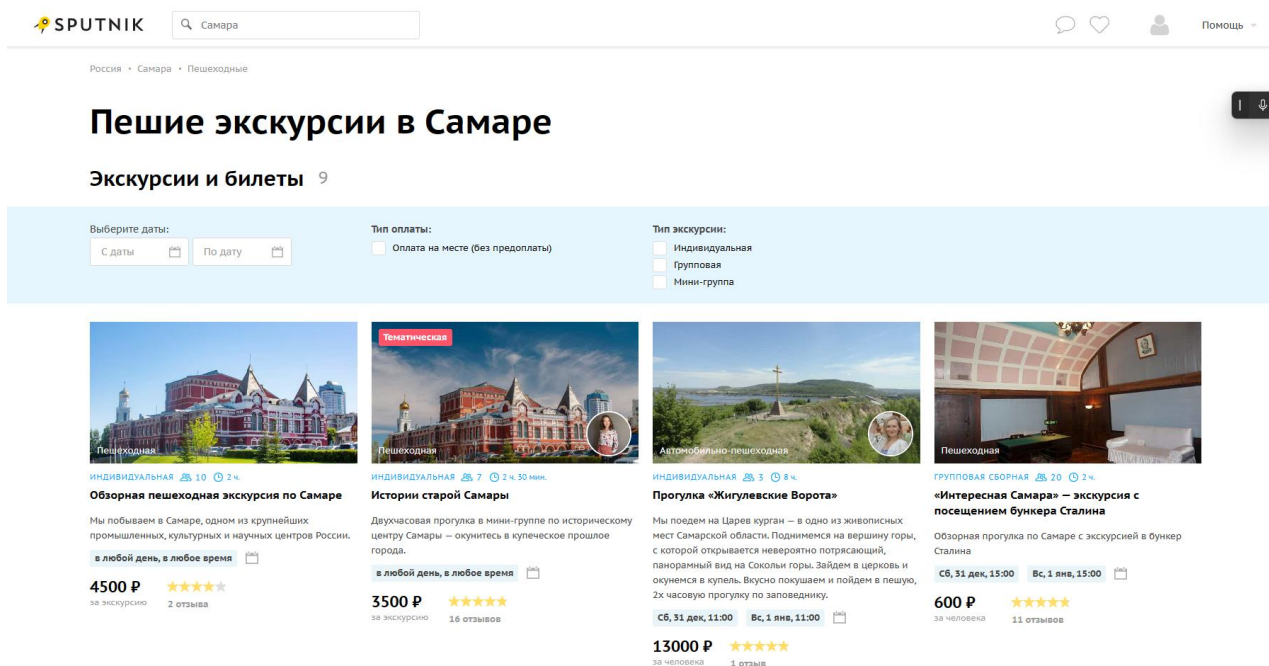 SPUTNIK
Самара
Помощь
Россия • Самара • Пешеходные
Пешие экскурсии в Самаре
Экскурсии и билеты 9
Выберите даты:
С даты
По дату
Тип оплаты:
Оплата на месте (без предоплаты)
Тип экскурсии:
Индивидуальная
Групповая
Мини-группа
Пешеходная
ИНДИВИДУАЛЬНАЯ 10 2 ч.
Обзорная пешеходная экскурсия по Самаре
Мы побываем в Самаре, одном из крупнейших
промышленных, культурных и научных центров России.
в любой день, в любое время
4500 ₽
за экскурсию
2 отзыва
Тематическая
Пешеходная
ИНДИВИДУАЛЬНАЯ 7 2 ч. 30 мин.
Истории старой Самары
Двухчасовая прогулка в мини-группе по историческому
центру Самары — окунитесь в купеческое прошлое
города.
в любой день, в любое время
3500 ₽
за экскурсию
16 отзывов
Автомобильно-пешеходная
ИНДИВИДУАЛЬНАЯ 3 8 ч.
Прогулка «Жигулевские Ворота»
Мы поедем на Царев курган — в одно из живописных
мест Самарской области. Поднимемся на вершину горы,
с которой открывается невероятно потрясающий,
панорамный вид на Сокольи горы. Зайдем в церковь и
окунемся в купель. Вкусно покушаем и пойдем в пешую,
2х часовую прогулку по заповеднику.
Сб, 31 дек, 11:00
Вс, 1 янв, 11:00
13000 ₽
за человека
1 отзыв
Пешеходная
ГРУППОВАЯ СБОРНАЯ 20 2 ч.
«Интересная Самара» — экскурсия с
посещением бункера Сталина
Обзорная прогулка по Самаре с экскурсией в бункер
Сталина
Сб, 31 дек, 15:00
Вс, 1 янв, 15:00
600 ₽
за человека
11 отзывов